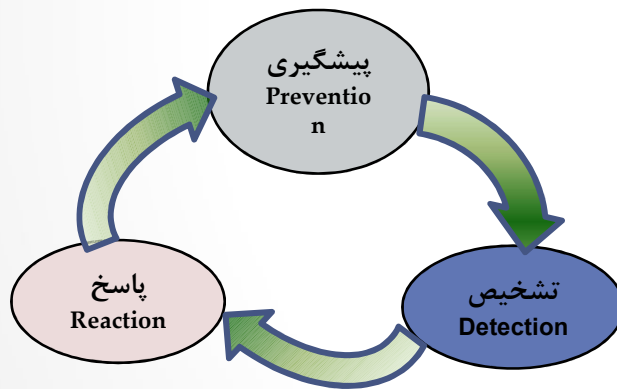 پیشگیری
Preventio
n
تشخیص
Detection
پاسخ
Reaction